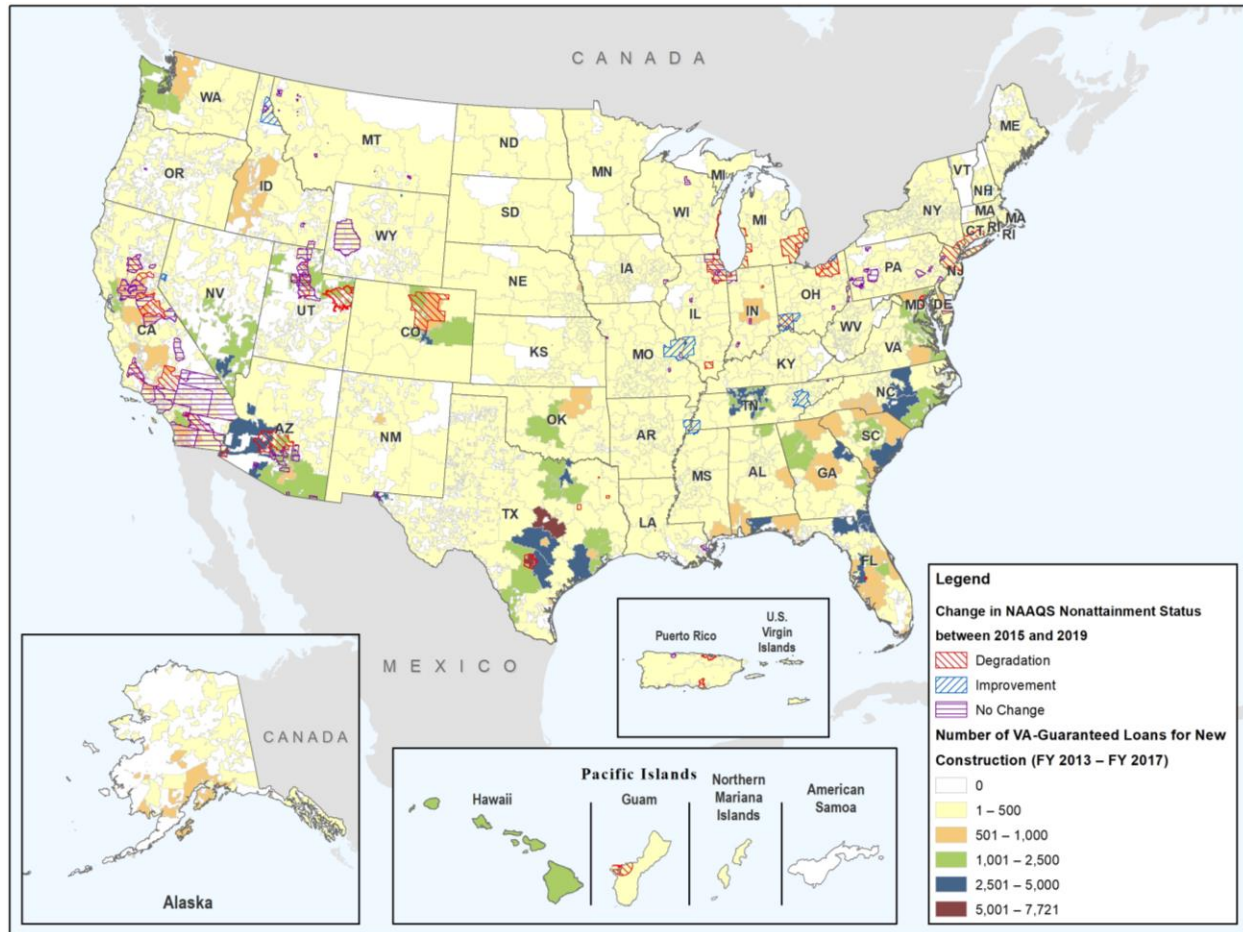 CANADA
WA
MT
ND
MN
ME
OR
ID
WY
SD
WI
MI
MI
NY
VT
NH
MA
MA
CT
RI
RI
NV
UT
CO
NE
IA
IL
IN
OH
PA
NJ
MD
DE
CA
KS
MO
KY
WV
VA
AZ
NM
OK
AR
TN
NC
SC
TX
LA
MS
AL
GA
FL
MEXICO
CANADA
Alaska
Puerto Rico
U.S.
Virgin
Islands
Pacific Islands
Hawaii
Guam
Northern
Mariana
Islands
American
Samoa
Legend
Change in NAAQS Nonattainment Status
between 2015 and 2019
Degradation
Improvement
No Change
Number of VA-Guaranteed Loans for New
Construction (FY 2013 – FY 2017)
0
1 – 500
501 – 1,000
1,001 – 2,500
2,501 – 5,000
5,001 – 7,721